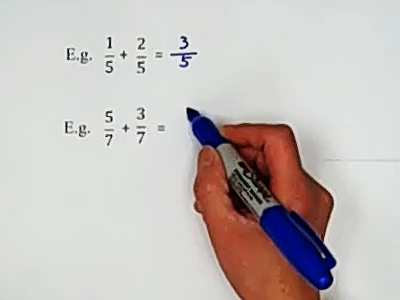 E.g. 1/5 + 2/5 = 3/5
E.g. 5/7 + 3/7 =